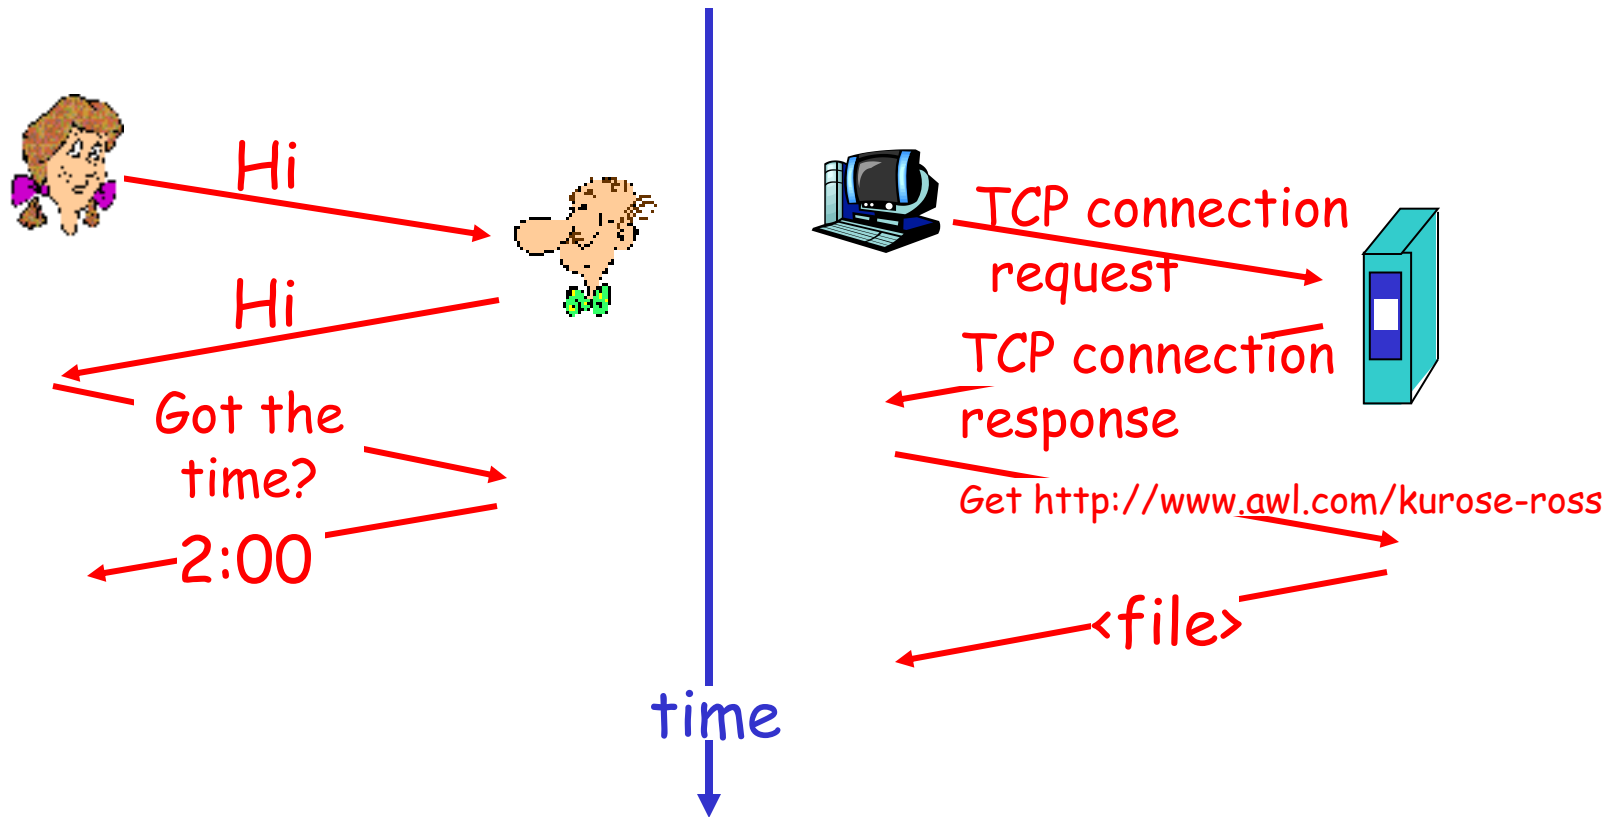 Hi
Hi
Got the
time?
2:00
TCP connection
request
TCP connection
response
Get http://www.awl.com/kurose-ross
<file>
time